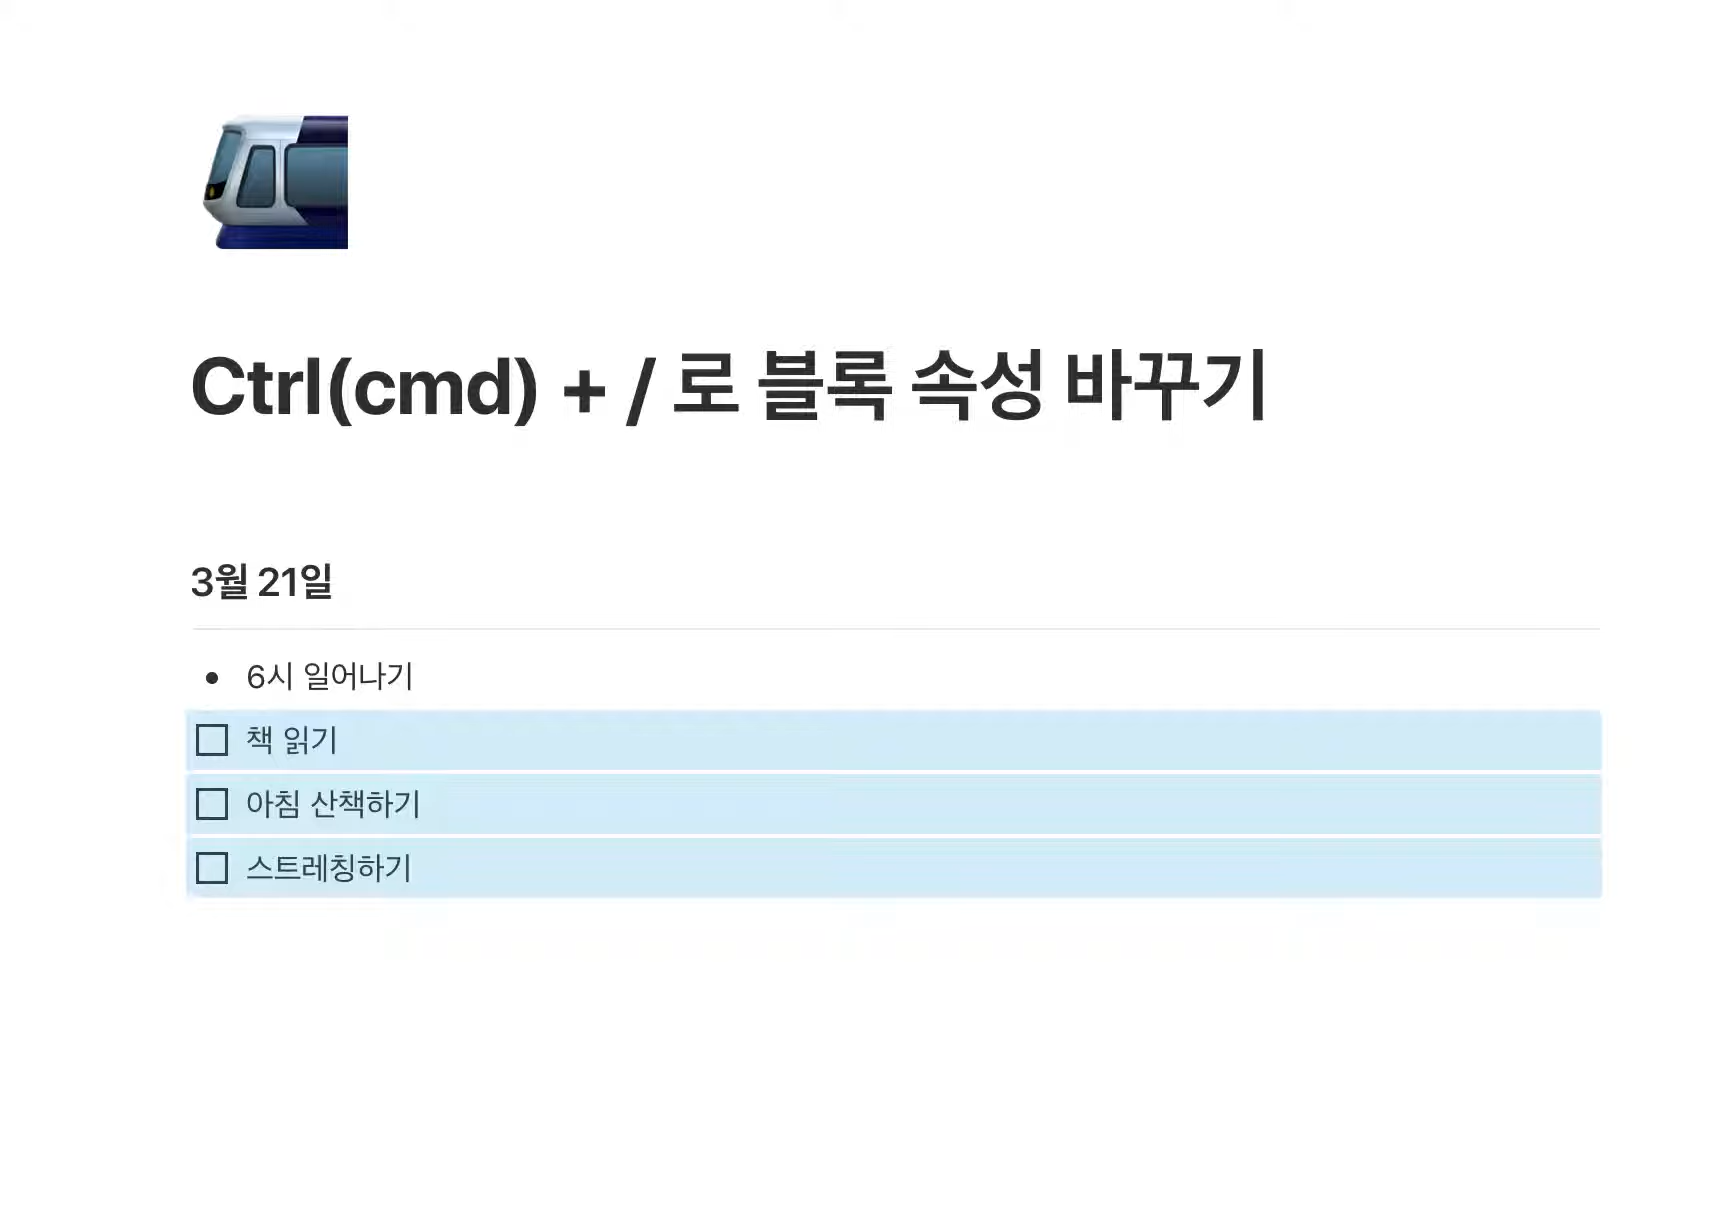 Ctrl(cmd) + / 로 블록 속성 바꾸기
3월 21일
• 6시 일어나기
책 읽기
아침 산책하기
스트레칭하기